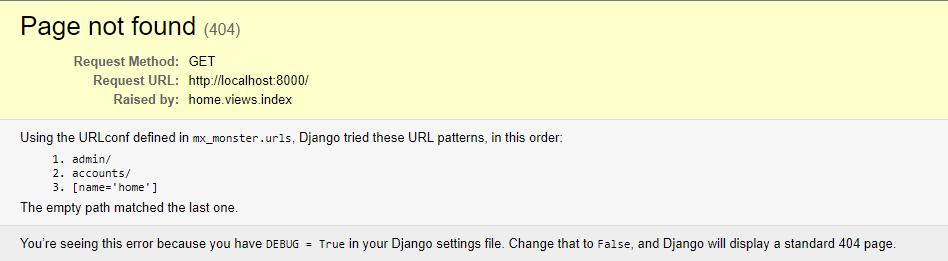 Page not found (404)
Request Method: GET
Request URL: http://localhost:8000/
Raised by: home.views.index
Using the URLconf defined in mx_monster.urls, Django tried these URL patterns, in this order:
1. admin/
2. accounts/
3. [name='home']
The empty path matched the last one.
You’re seeing this error because you have DEBUG = True in your Django settings file. Change that to False, and Django will display a standard 404 page.